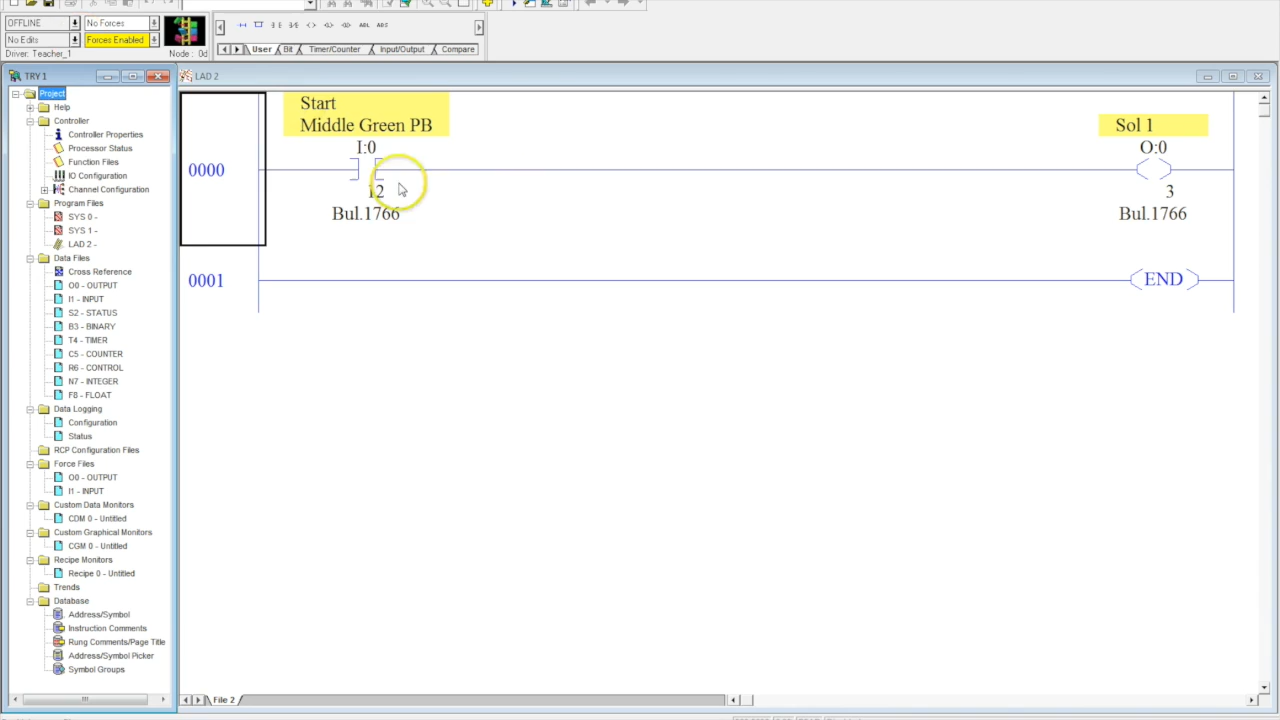 OFFLINE
No Forces
No Edits
Forces Enabled
Driver: Teacher_1
Node : 0d
ABL ABS
User Bit Timer/Counter Input/Output Compare
TRY 1
LAD 2
Project
Help
Controller
Controller Properties
Processor Status
Function Files
IO Configuration
Channel Configuration
Program Files
SYS 0 -
SYS 1 -
LAD 2 -
Data Files
Cross Reference
O0 - OUTPUT
I1 - INPUT
S2 - STATUS
B3 - BINARY
T4 - TIMER
C5 - COUNTER
R6 - CONTROL
N7 - INTEGER
F8 - FLOAT
Data Logging
Configuration
Status
RCP Configuration Files
Force Files
O0 - OUTPUT
I1 - INPUT
Custom Data Monitors
CDM 0 - Untitled
Custom Graphical Monitors
CGM 0 - Untitled
Recipe Monitors
Recipe 0 - Untitled
Trends
Database
Address/Symbol
Instruction Comments
Rung Comments/Page Title
Address/Symbol Picker
Symbol Groups
Start
Middle Green PB
I:0
0000
12
Bul.1766
Sol 1
O:0
3
Bul.1766
0001
END
File 2